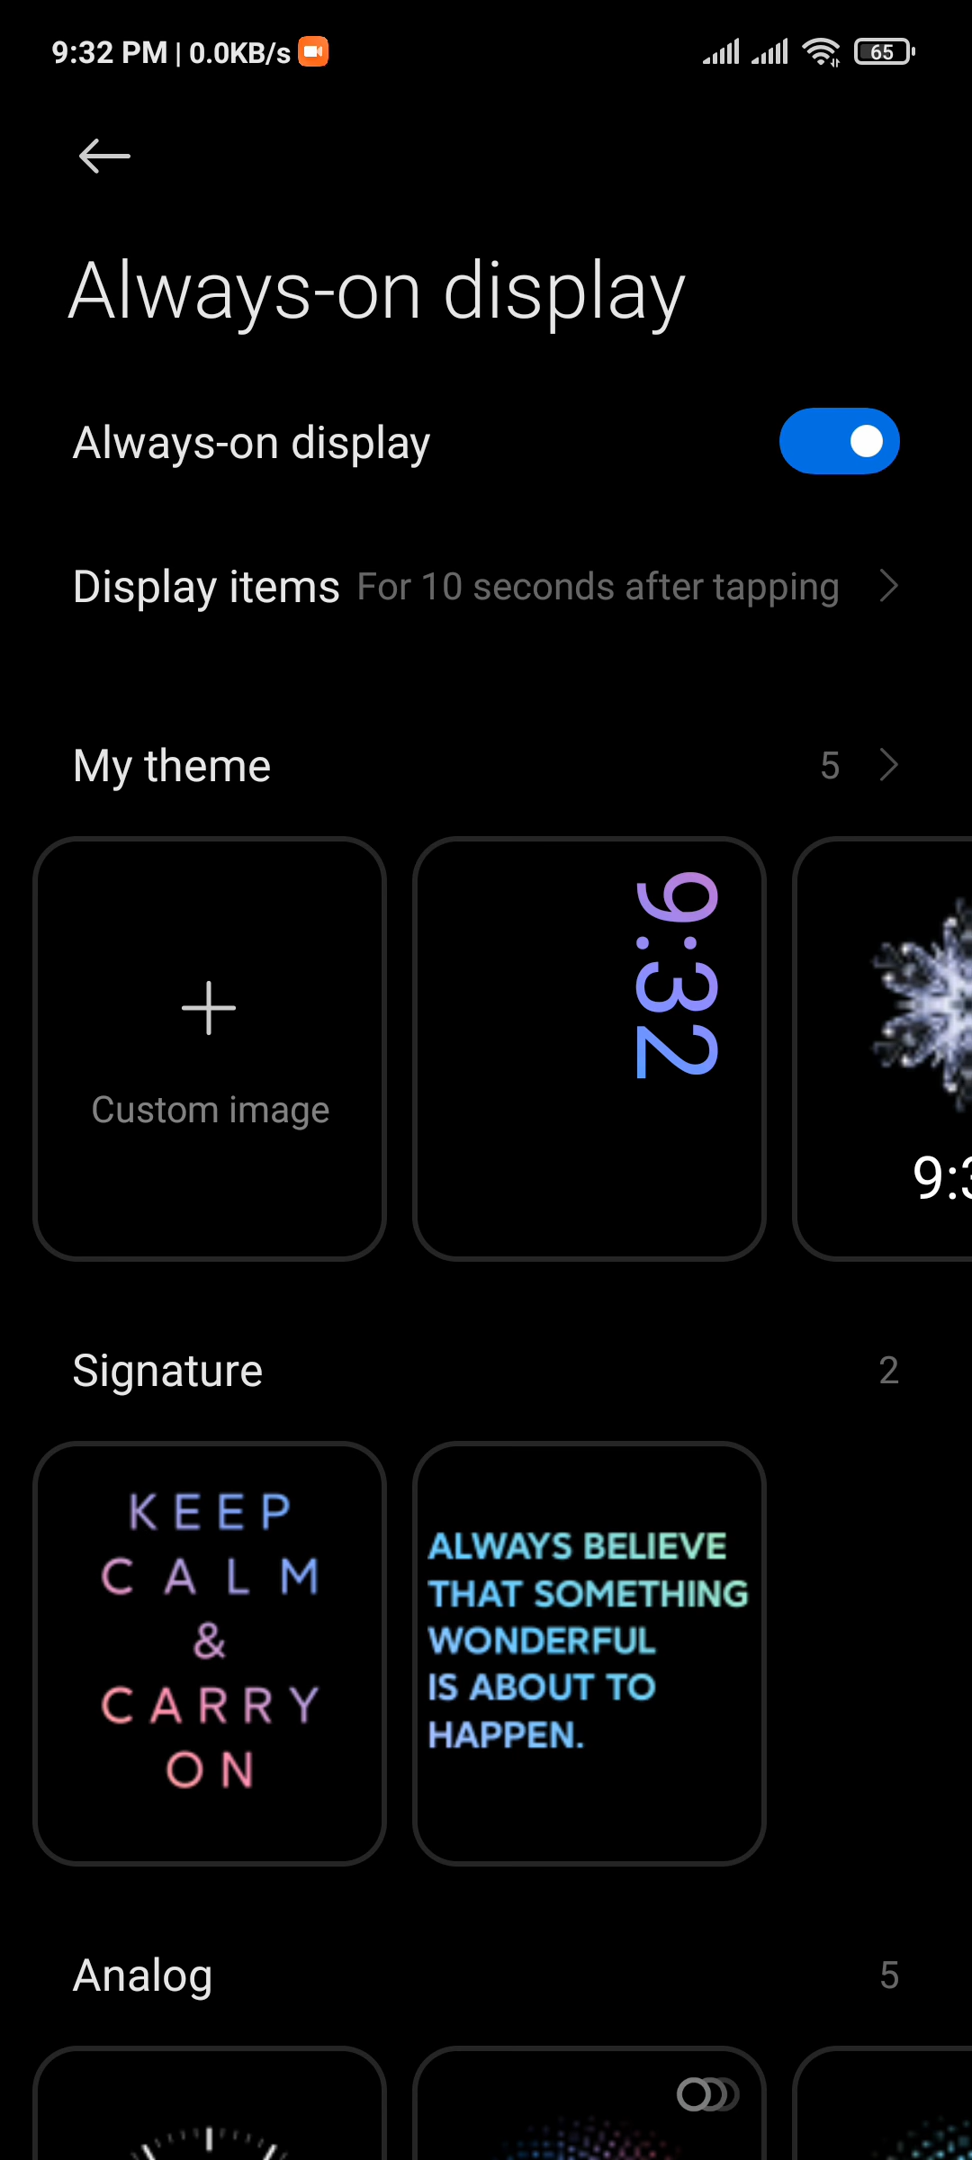 9:32 PM | 0.0KB/s
65
Always-on display
Always-on display
Display items For 10 seconds after tapping
My theme 5
Custom image
9:32
Signature 2
KEEP
CALM
&
CARRY
ON
ALWAYS BELIEVE
THAT SOMETHING
WONDERFUL
IS ABOUT TO
HAPPEN.
Analog 5